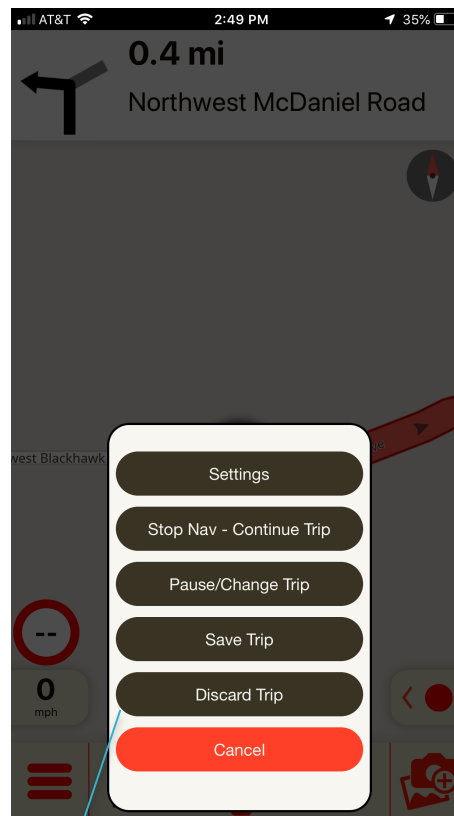 AT&T 2:49 PM 35%
0.4 mi
Northwest McDaniel Road
west Blackhawk
Settings
Stop Nav - Continue Trip
Pause/Change Trip
Save Trip
Discard Trip
Cancel
--
0
mph